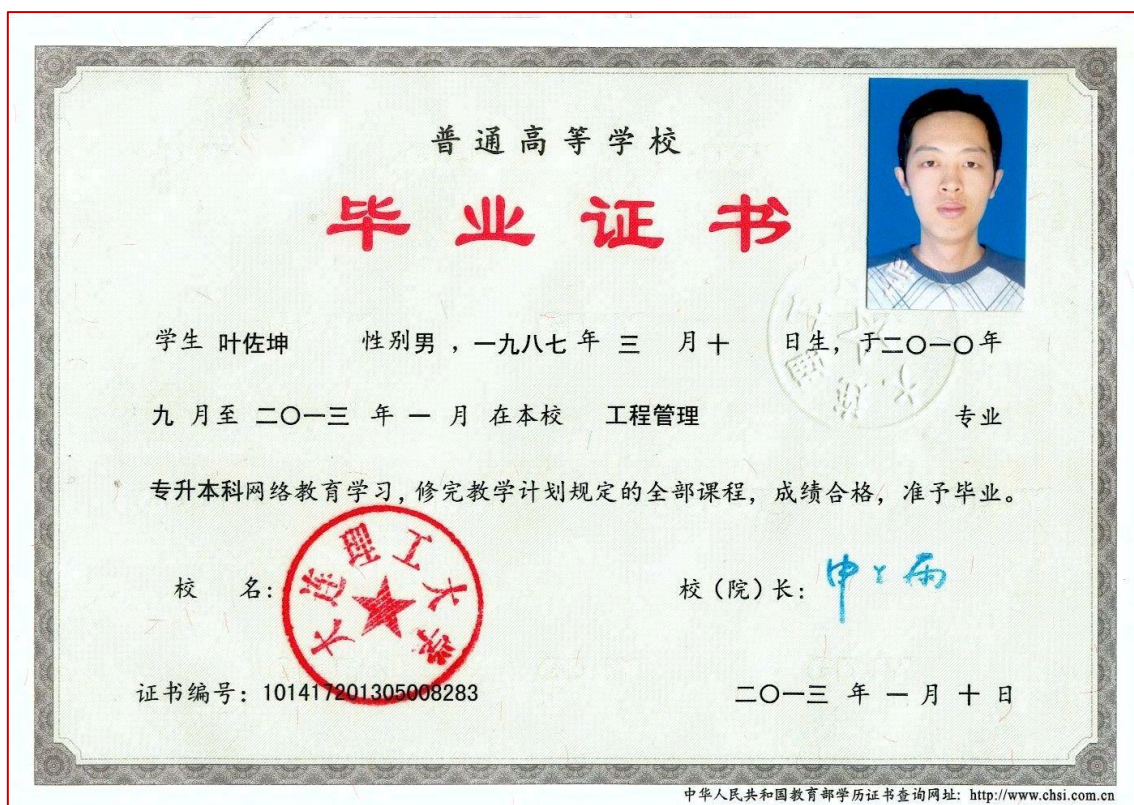 普通高等学校
毕业证书
学生 叶佐坤 性别男，一九八七 年 三 月 十 日生，于二〇一〇年
九 月至 二〇一三 年 一 月 在本校 工程管理 专业
专升本科网络教育学习，修完教学计划规定的全部课程，成绩合格，准予毕业。
校 名： 大连理工大学 校（院）长：
证书编号：101417201305008283 二〇一三 年 一 月 十 日
中华人民共和国教育部学历证书查询网址：http://www.chsi.com.cn